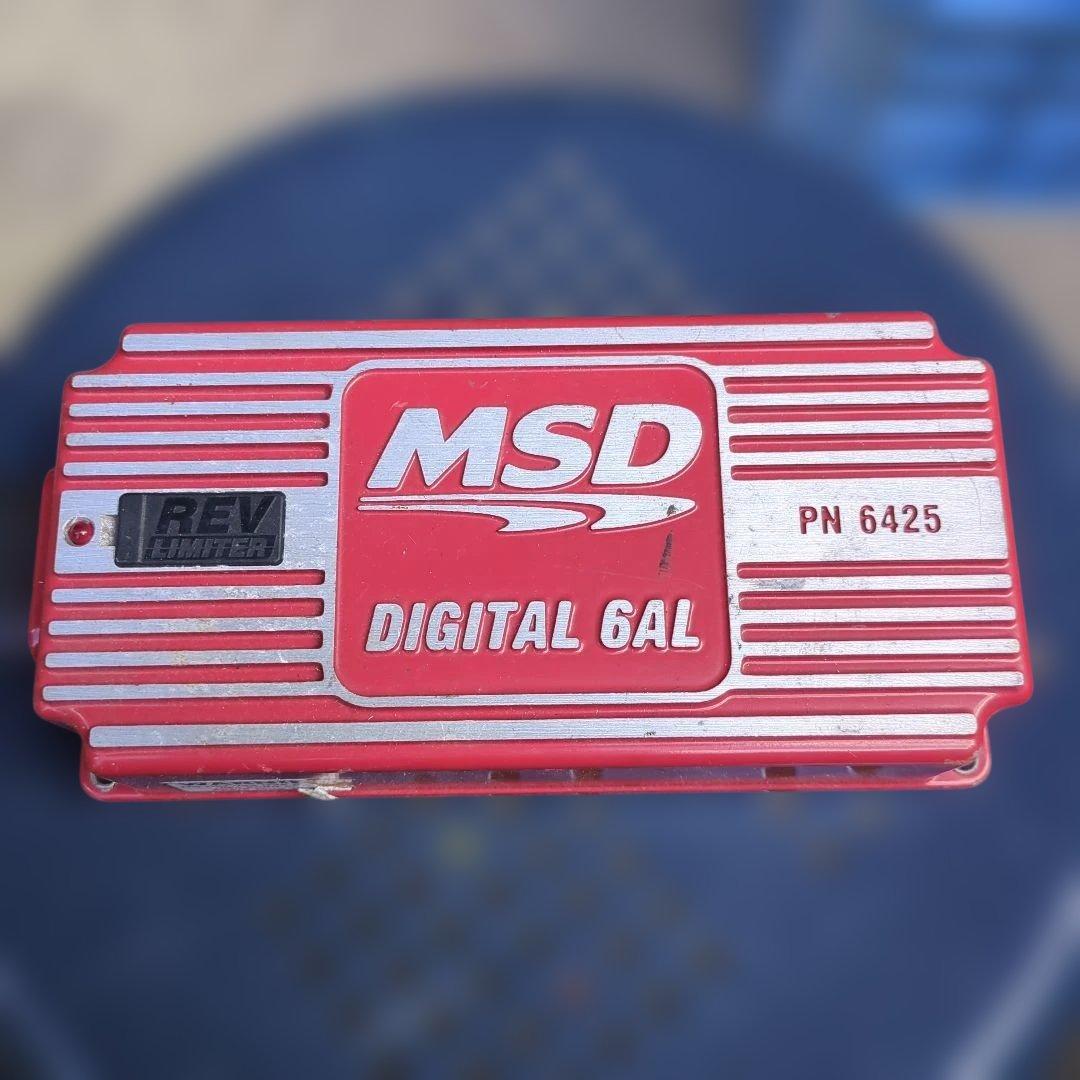 MSD
REV
LIMITER
PN 6425
DIGITAL 6AL